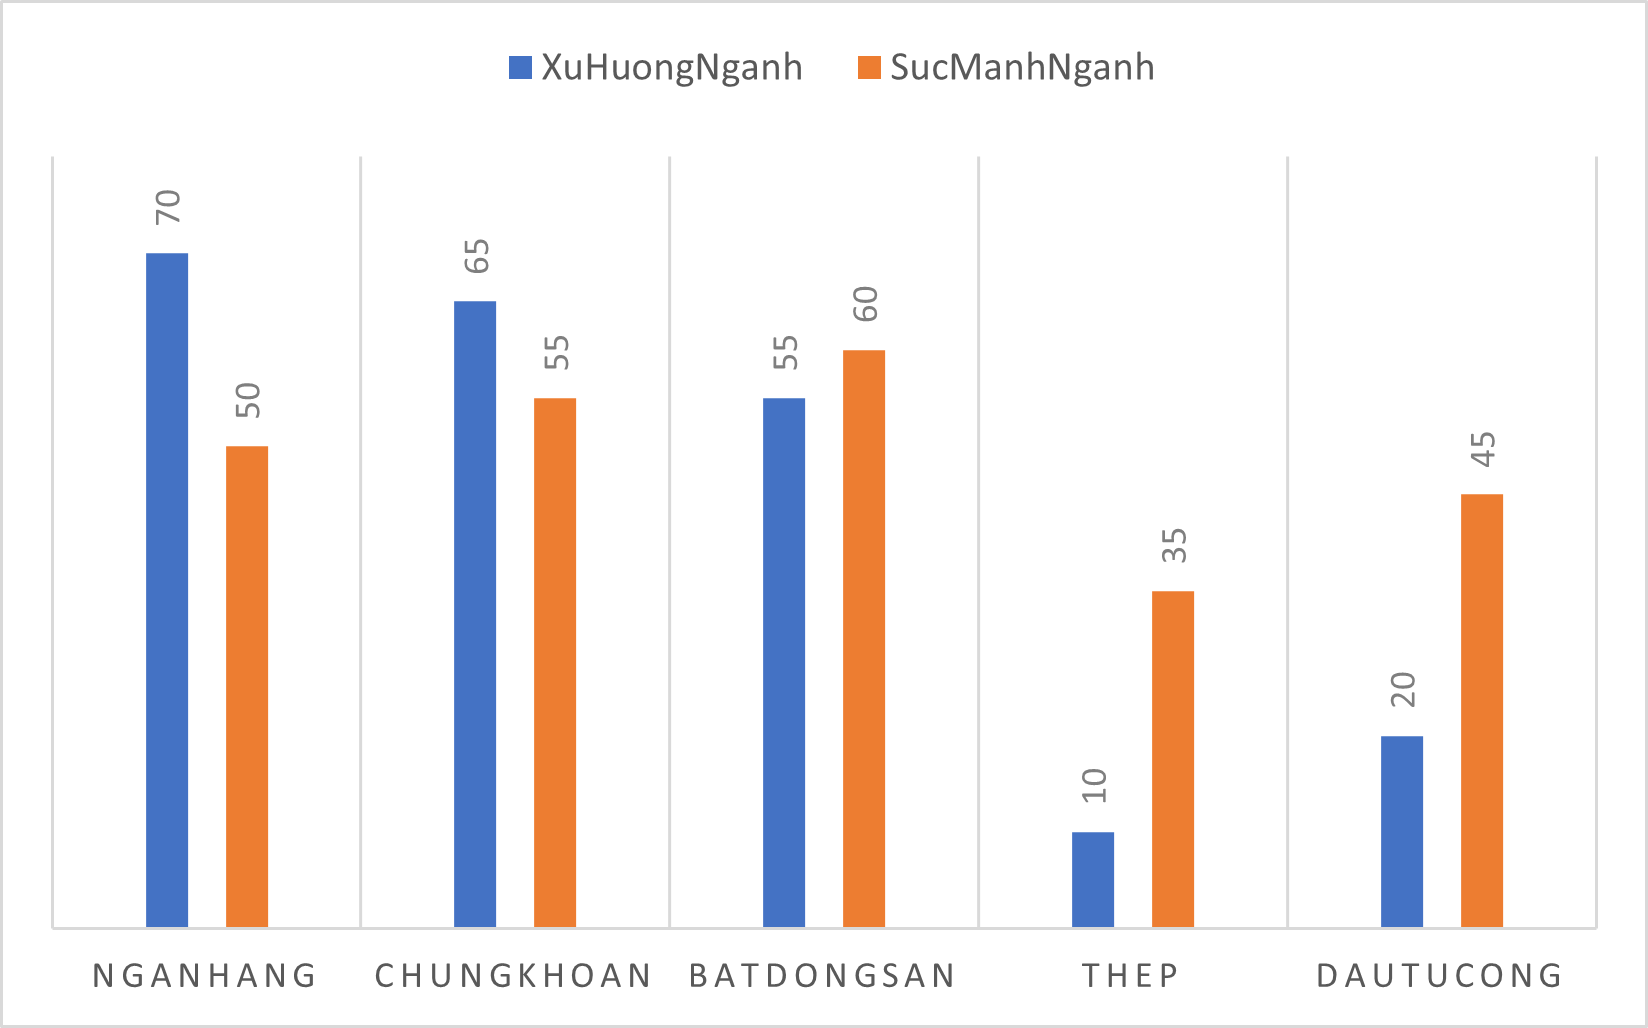 XuHuongNganh SucManhNganh
70 50 65 55 55 60 10 35 20 45
NGANHANG CHUNGKHOAN BATDONGSAN THEP DAUTUCONG